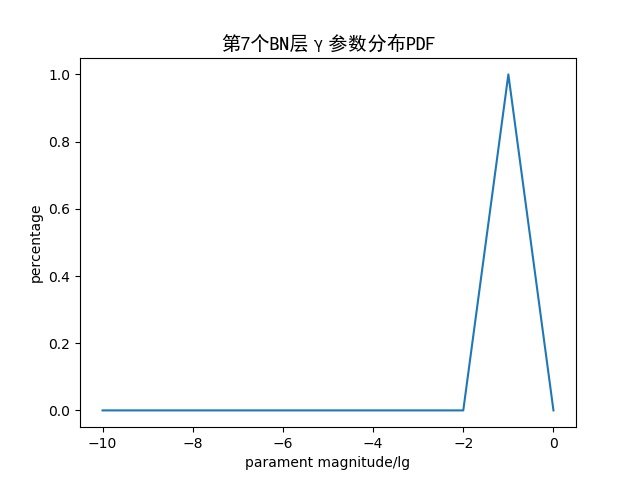 第7个BN层 γ 参数分布PDF
percentage
1.0
0.8
0.6
0.4
0.2
0.0
−10 −8 −6 −4 −2 0
parament magnitude/lg